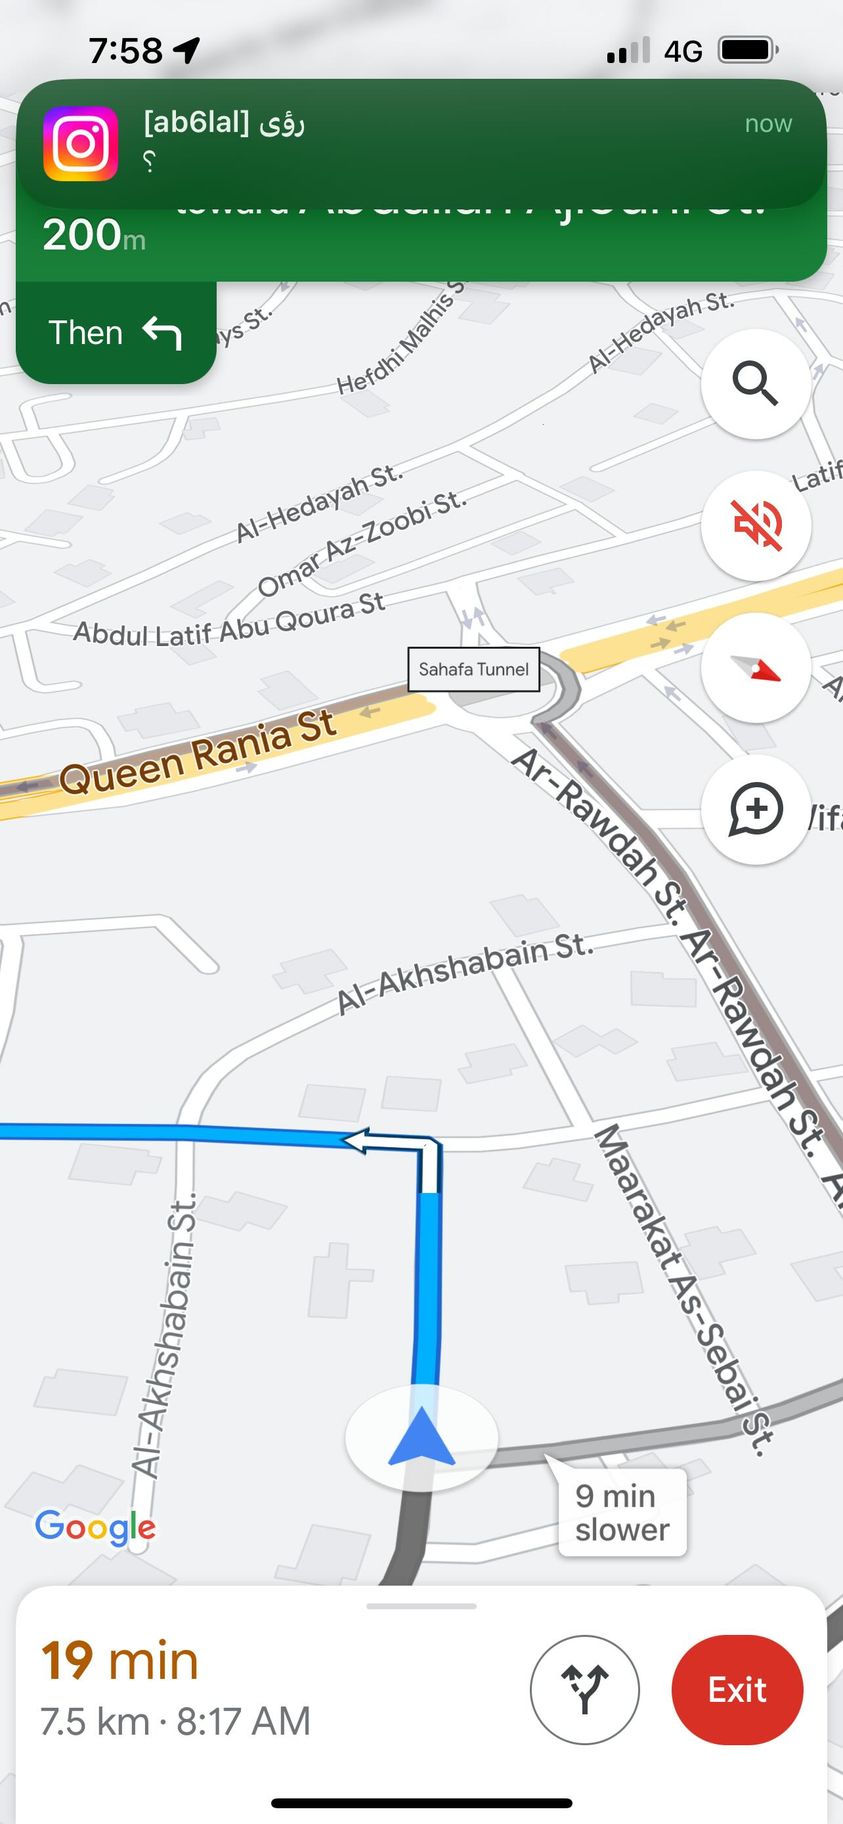 7:58
4G
[ab6lal] رؤى
now
؟
200 m
Then
Hefdhi Malhis S
Al-Hedayah St.
Al-Hedayah St.
Omar Az-Zoobi St.
Latif
Abdul Latif Abu Qoura St
Sahafa Tunnel
Queen Rania St
Ar-Rawdah St.
Ar-Rawdah St.
Al-Akhshabain St.
Maarakat As-Sebai St.
Al-Akhshabain St.
9 min
slower
Google
19 min
7.5 km · 8:17 AM
Exit